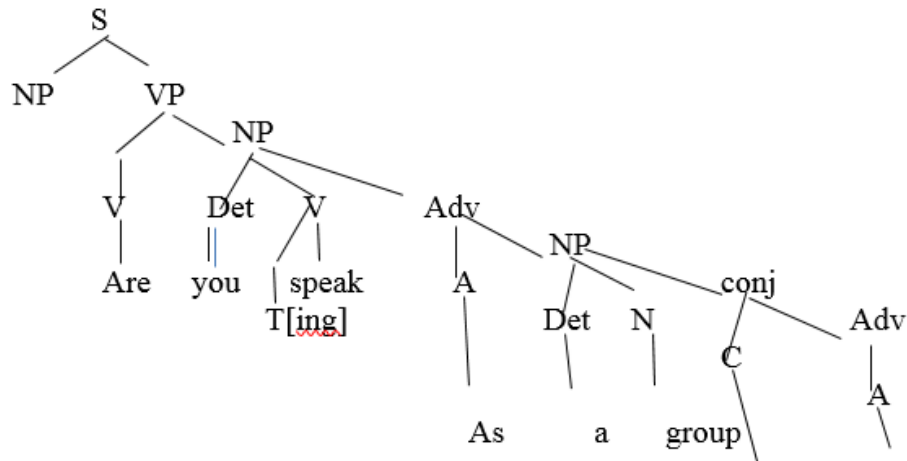 S
NP VP
NP
V Det V Adv
NP
Are you speak A conj
T[ing] Det N Adv
C
A
As a group